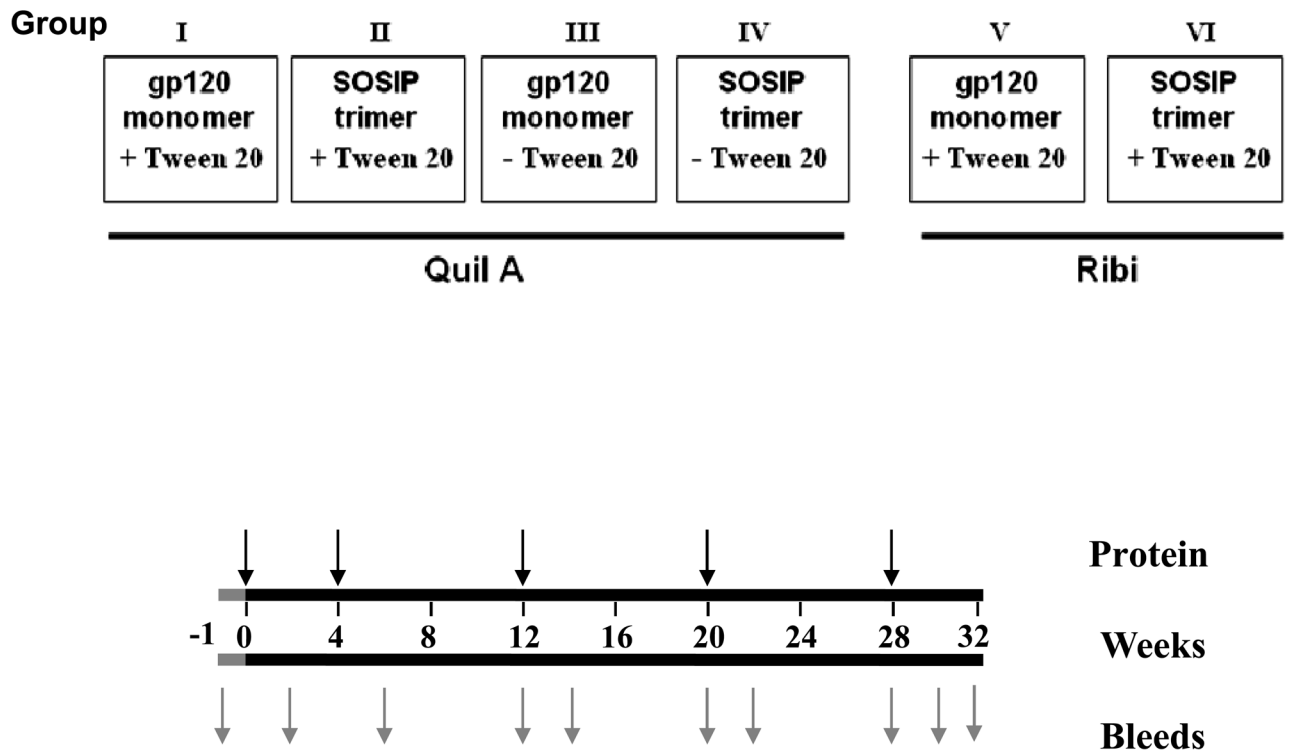 Group
I II III IV V VI
gp120 SOSIP gp120 SOSIP gp120 SOSIP
monomer trimer monomer trimer monomer trimer
+ Tween 20 + Tween 20 - Tween 20 - Tween 20 + Tween 20 + Tween 20
Quil A Ribi
Protein
-1 0 4 8 12 16 20 24 28 32 Weeks
Bleeds